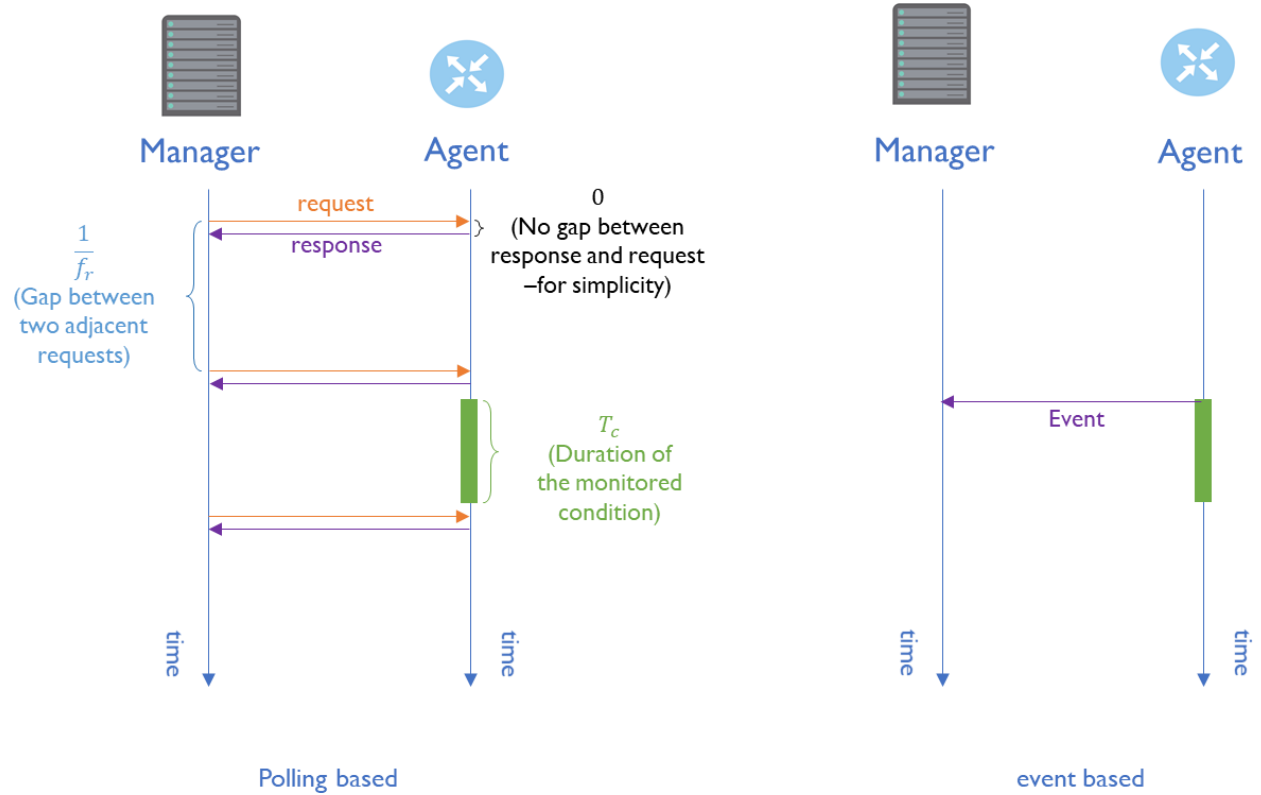 Manager
Agent
request
response
0
(No gap between
response and request
–for simplicity)
1
f_r
(Gap between
two adjacent
requests)
T_c
(Duration of
the monitored
condition)
time
time
Polling based
Manager
Agent
Event
time
time
event based